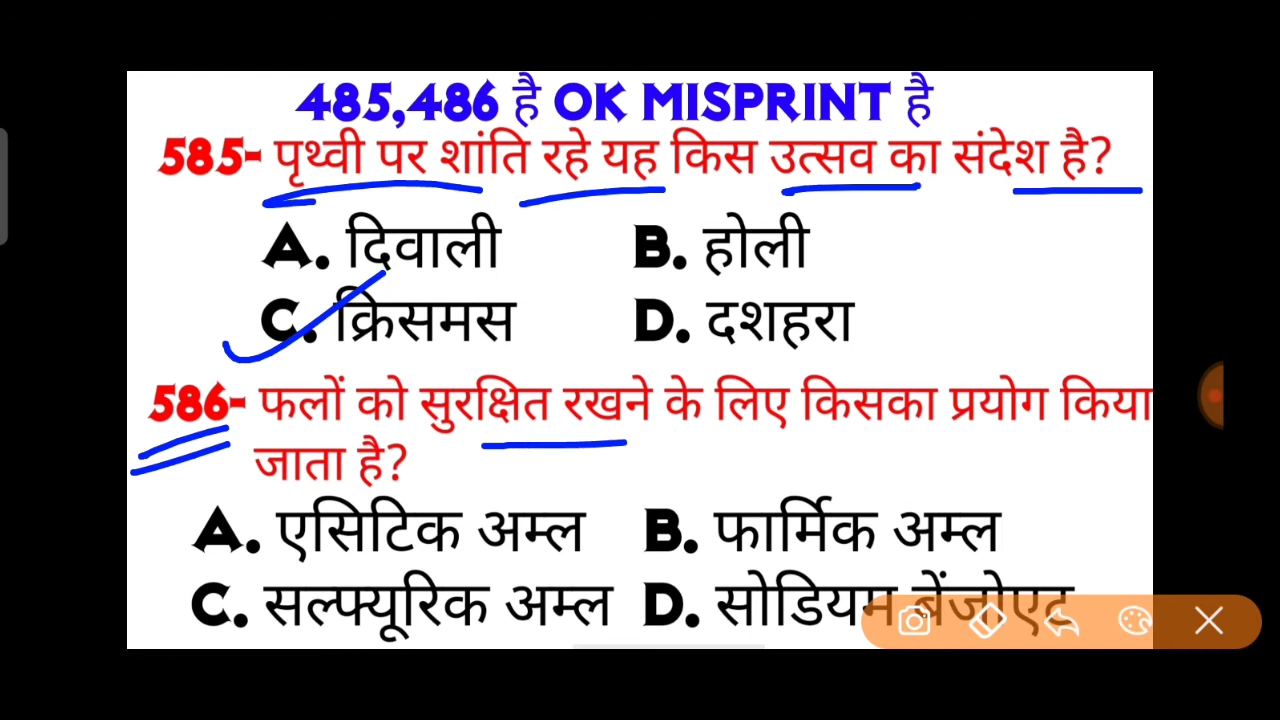 485,486 है OK MISPRINT है
585- पृथ्वी पर शांति रहे यह किस उत्सव का संदेश है?
A. दिवाली B. होली
C. क्रिसमस D. दशहरा
586- फलों को सुरक्षित रखने के लिए किसका प्रयोग किया
जाता है?
A. एसिटिक अम्ल B. फार्मिक अम्ल
C. सल्फ्यूरिक अम्ल D. सोडियम बेंजोएट